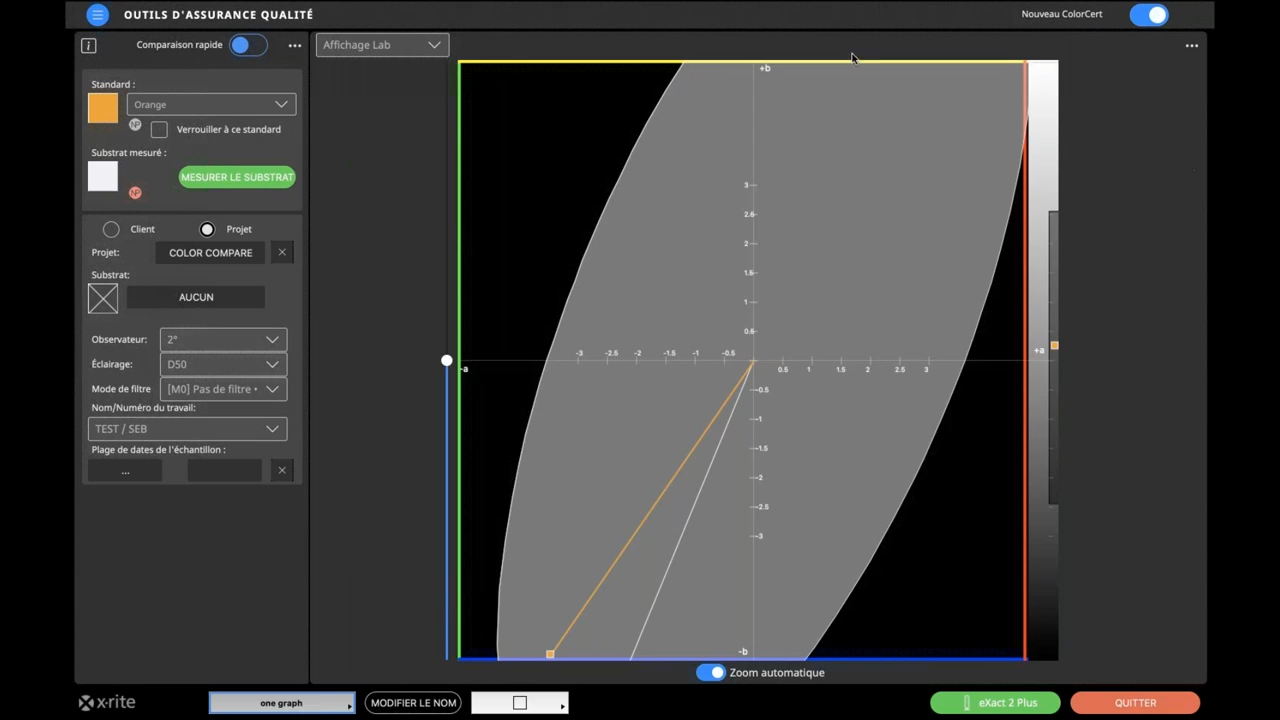 OUTILS D'ASSURANCE QUALITÉ
Nouveau ColorCert
i
Comparaison rapide
Affichage Lab
Standard :
Orange
NP
Verrouiller à ce standard
Substrat mesuré :
MESURER LE SUBSTRAT
NP
Client
Projet
Projet:
COLOR COMPARE
Substrat:
AUCUN
Observateur:
2°
Éclairage:
D50
Mode de filtre
[M0] Pas de filtre •
Nom/Numéro du travail:
TEST / SEB
Plage de dates de l'échantillon :
...
+b
3
2.6
2
1.5
1
0.5
-3 -2.5 -2 -1.5 -1 -0.5
+a
-a
0.5 1 1.5 2 2.5 3
-0.5
-1
-1.5
-2
-2.5
-3
-b
Zoom automatique
x·rite
one graph
MODIFIER LE NOM
eXact 2 Plus
QUITTER